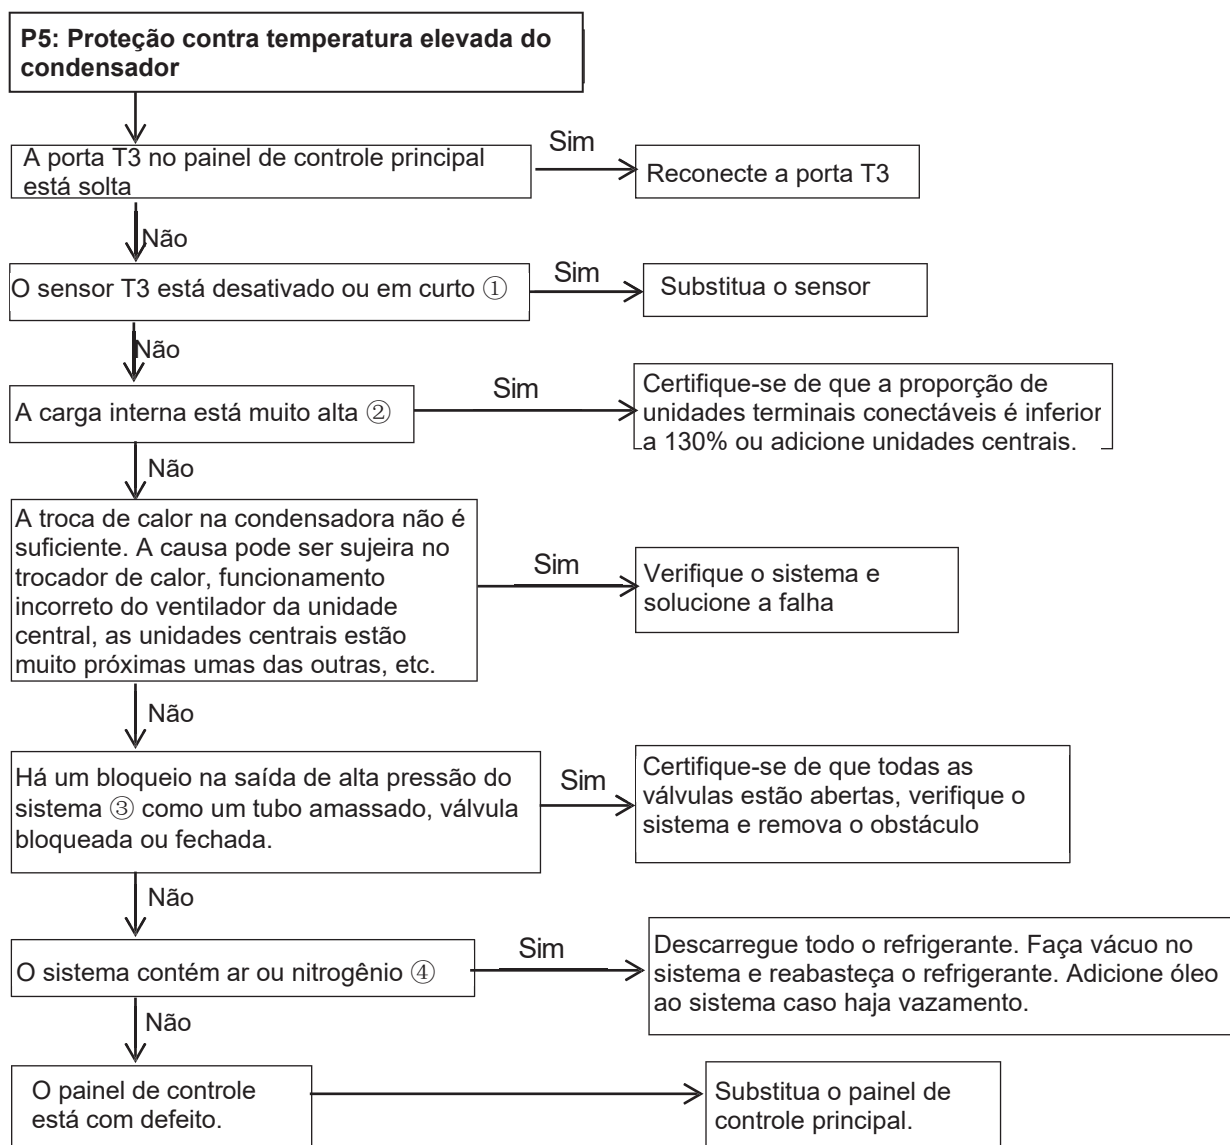 P5: Proteção contra temperatura elevada do
condensador
A porta T3 no painel de controle principal
está solta
Sim
Reconecte a porta T3
Não
O sensor T3 está desativado ou em curto ①
Sim
Substitua o sensor
Não
A carga interna está muito alta ②
Sim
Certifique-se de que a proporção de
unidades terminais conectáveis é inferior
a 130% ou adicione unidades centrais.
Não
A troca de calor na condensadora não é
suficiente. A causa pode ser sujeira no
trocador de calor, funcionamento
incorreto do ventilador da unidade
central, as unidades centrais estão
muito próximas umas das outras, etc.
Sim
Verifique o sistema e
solucione a falha
Não
Há um bloqueio na saída de alta pressão do
sistema ③ como um tubo amassado, válvula
bloqueada ou fechada.
Sim
Certifique-se de que todas as
válvulas estão abertas, verifique o
sistema e remova o obstáculo
Não
O sistema contém ar ou nitrogênio ④
Sim
Descarregue todo o refrigerante. Faça vácuo no
sistema e reabasteça o refrigerante. Adicione óleo
ao sistema caso haja vazamento.
Não
O painel de controle
está com defeito.
Substitua o painel de
controle principal.